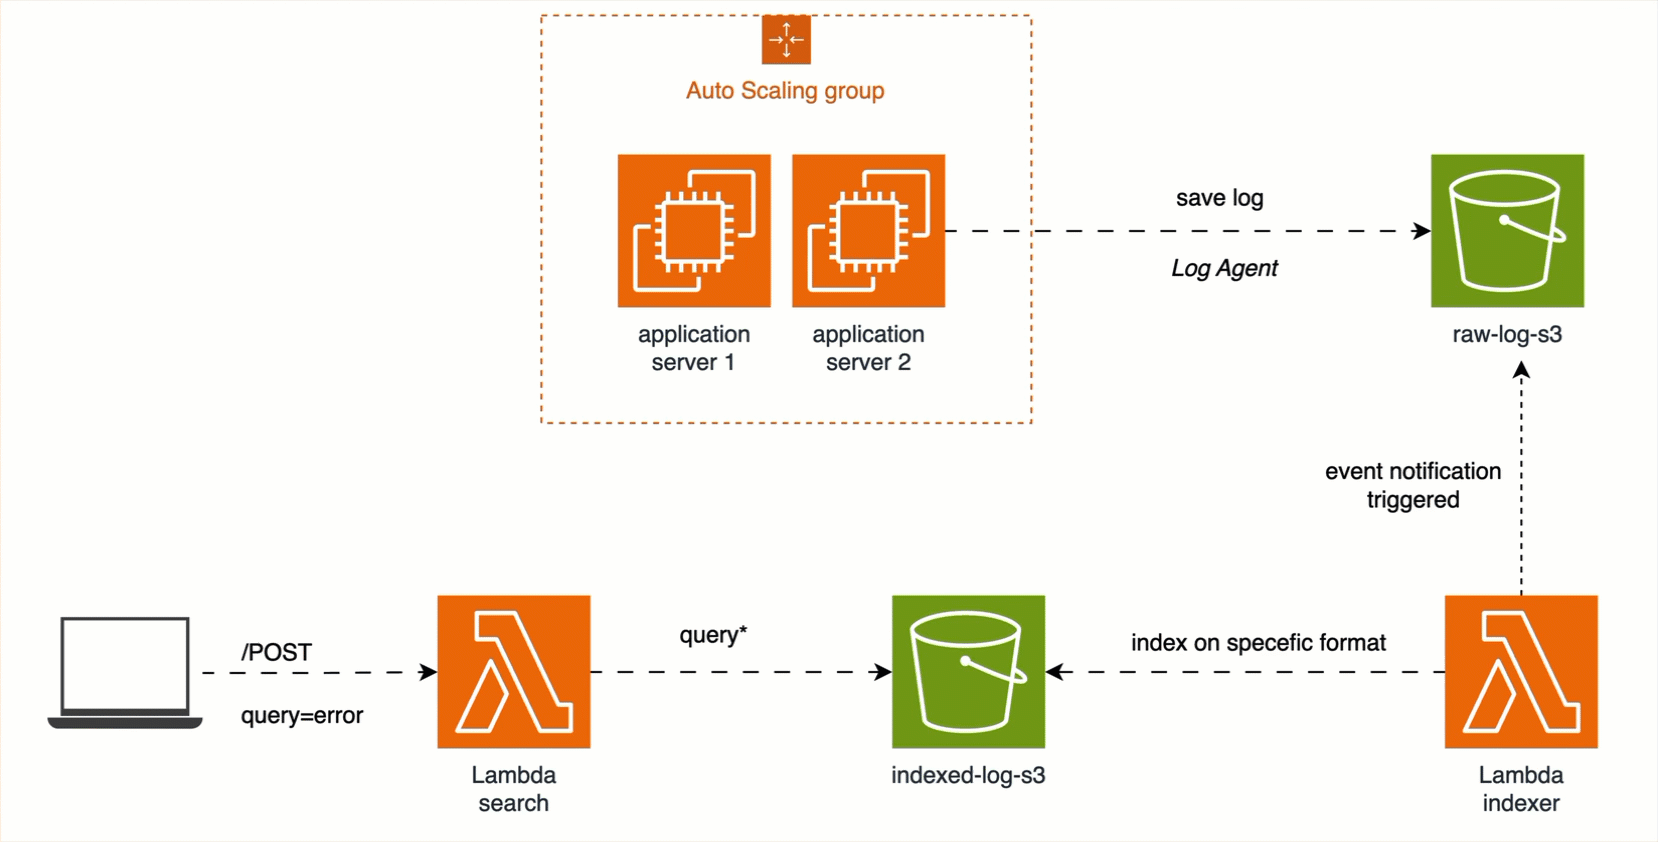 Auto Scaling group
save log
Log Agent
application
server 1
application
server 2
raw-log-s3
event notification
triggered
/POST
query=error
query*
index on specefic format
Lambda
search
indexed-log-s3
Lambda
indexer